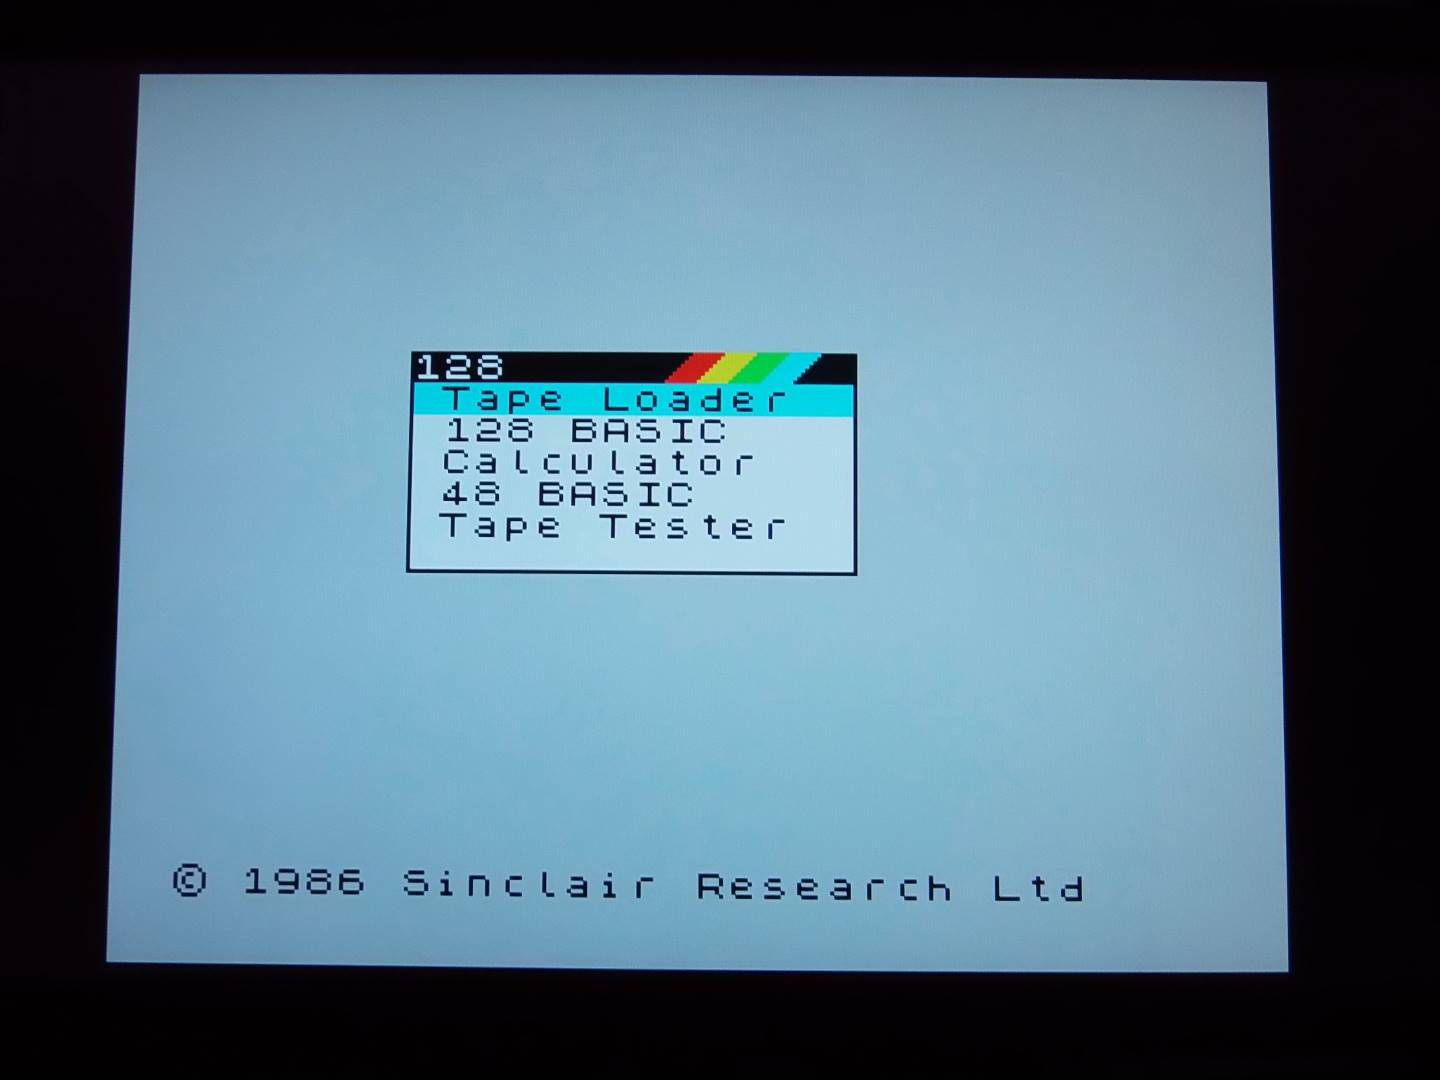 128
Tape Loader
128 BASIC
Calculator
48 BASIC
Tape Tester
© 1986 Sinclair Research Ltd